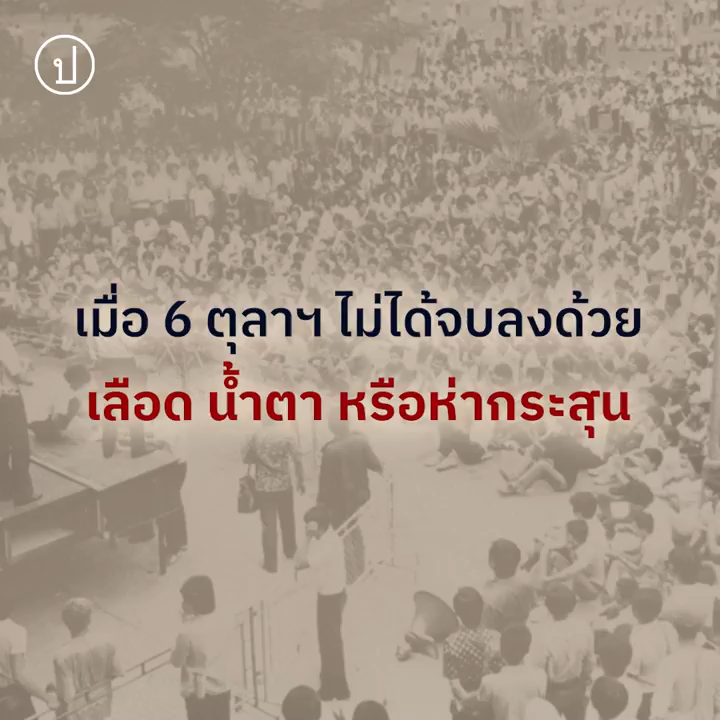 ป
เมื่อ 6 ตุลาฯ ไม่ได้จบลงด้วย
เลือด น้ำตา หรือห่ากระสุน